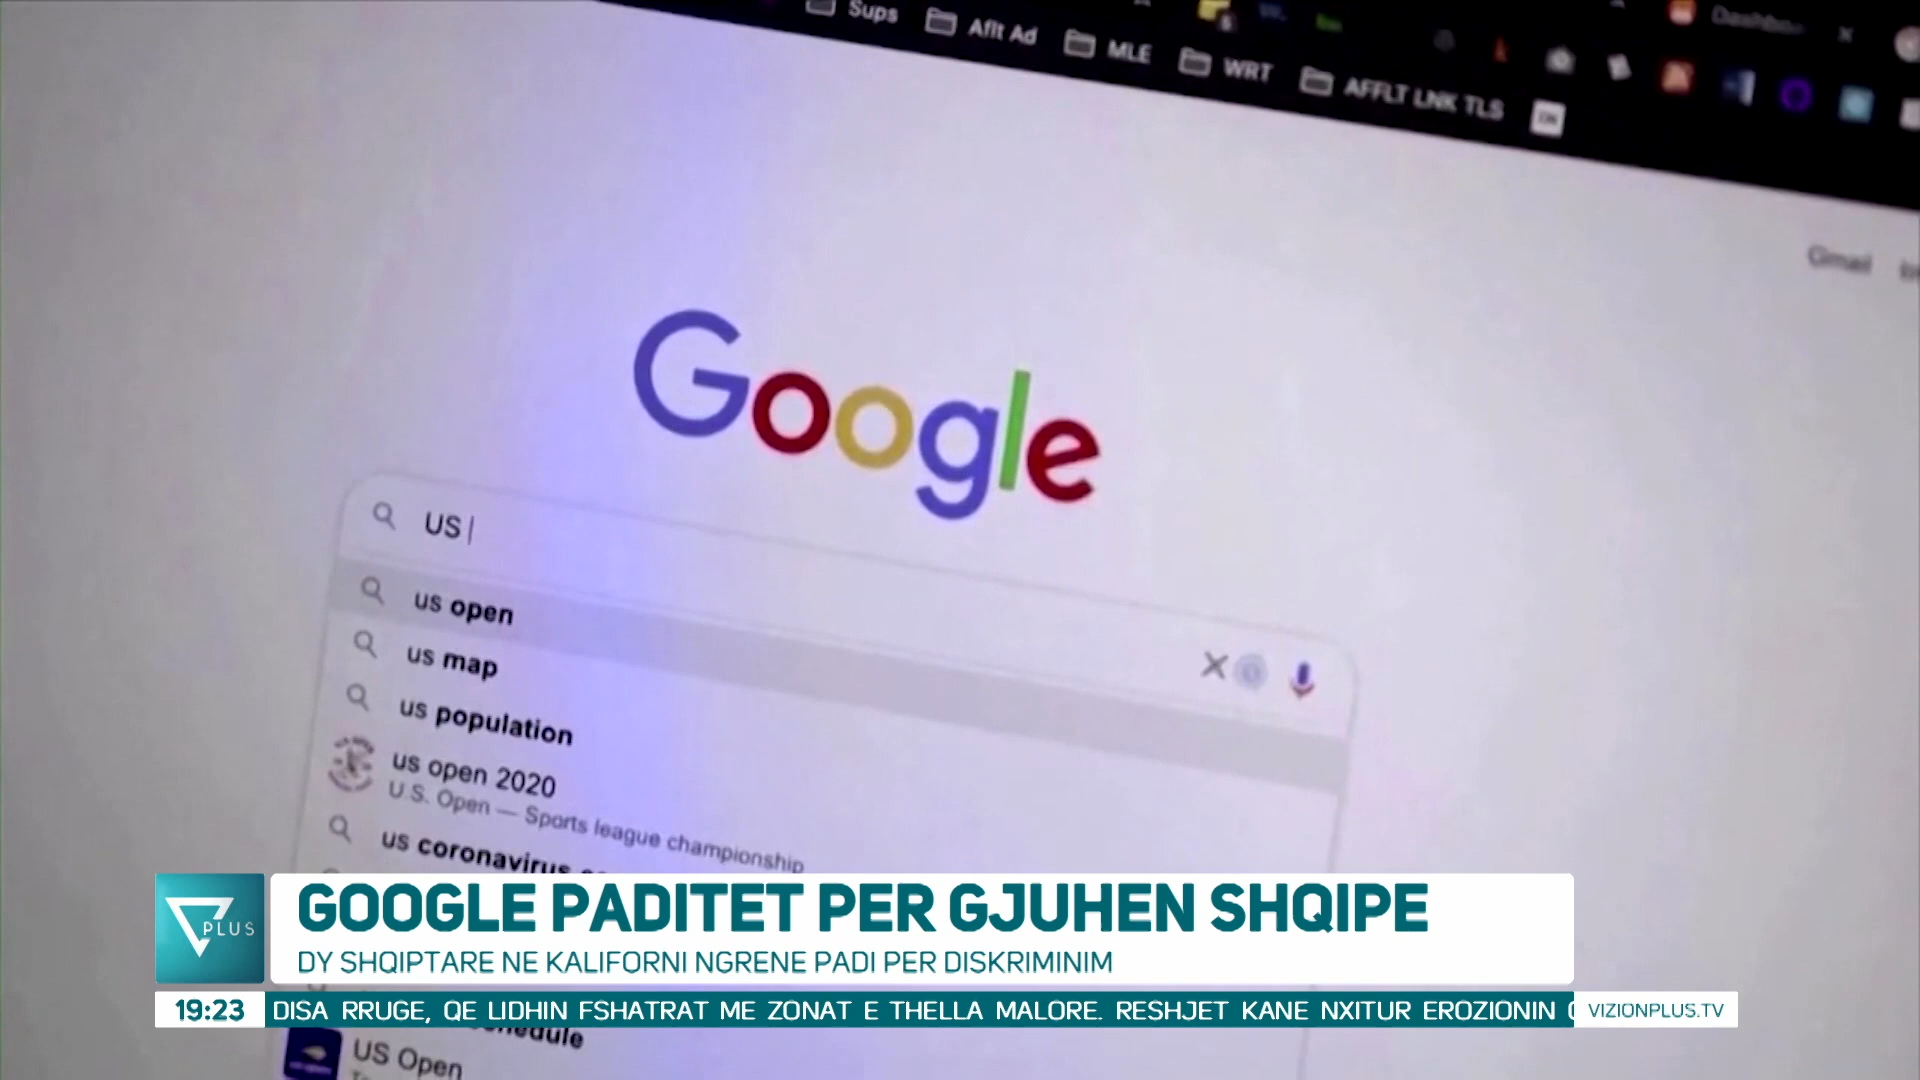 Sups
Aflt Ad
MLE
WRT
AFFLT LNK TLS
Gmail
Google
US
us open
us map
us population
us open 2020
U.S. Open — Sports league championship
us coronavirus
GOOGLE PADITET PER GJUHEN SHQIPE
PLUS
DY SHQIPTARE NE KALIFORNI NGRENE PADI PER DISKRIMINIM
19:23
DISA RRUGE, QE LIDHIN FSHATRAT ME ZONAT E THELLA MALORE. RESHJET KANE NXITUR EROZIONIN
VIZIONPLUS.TV
US Open